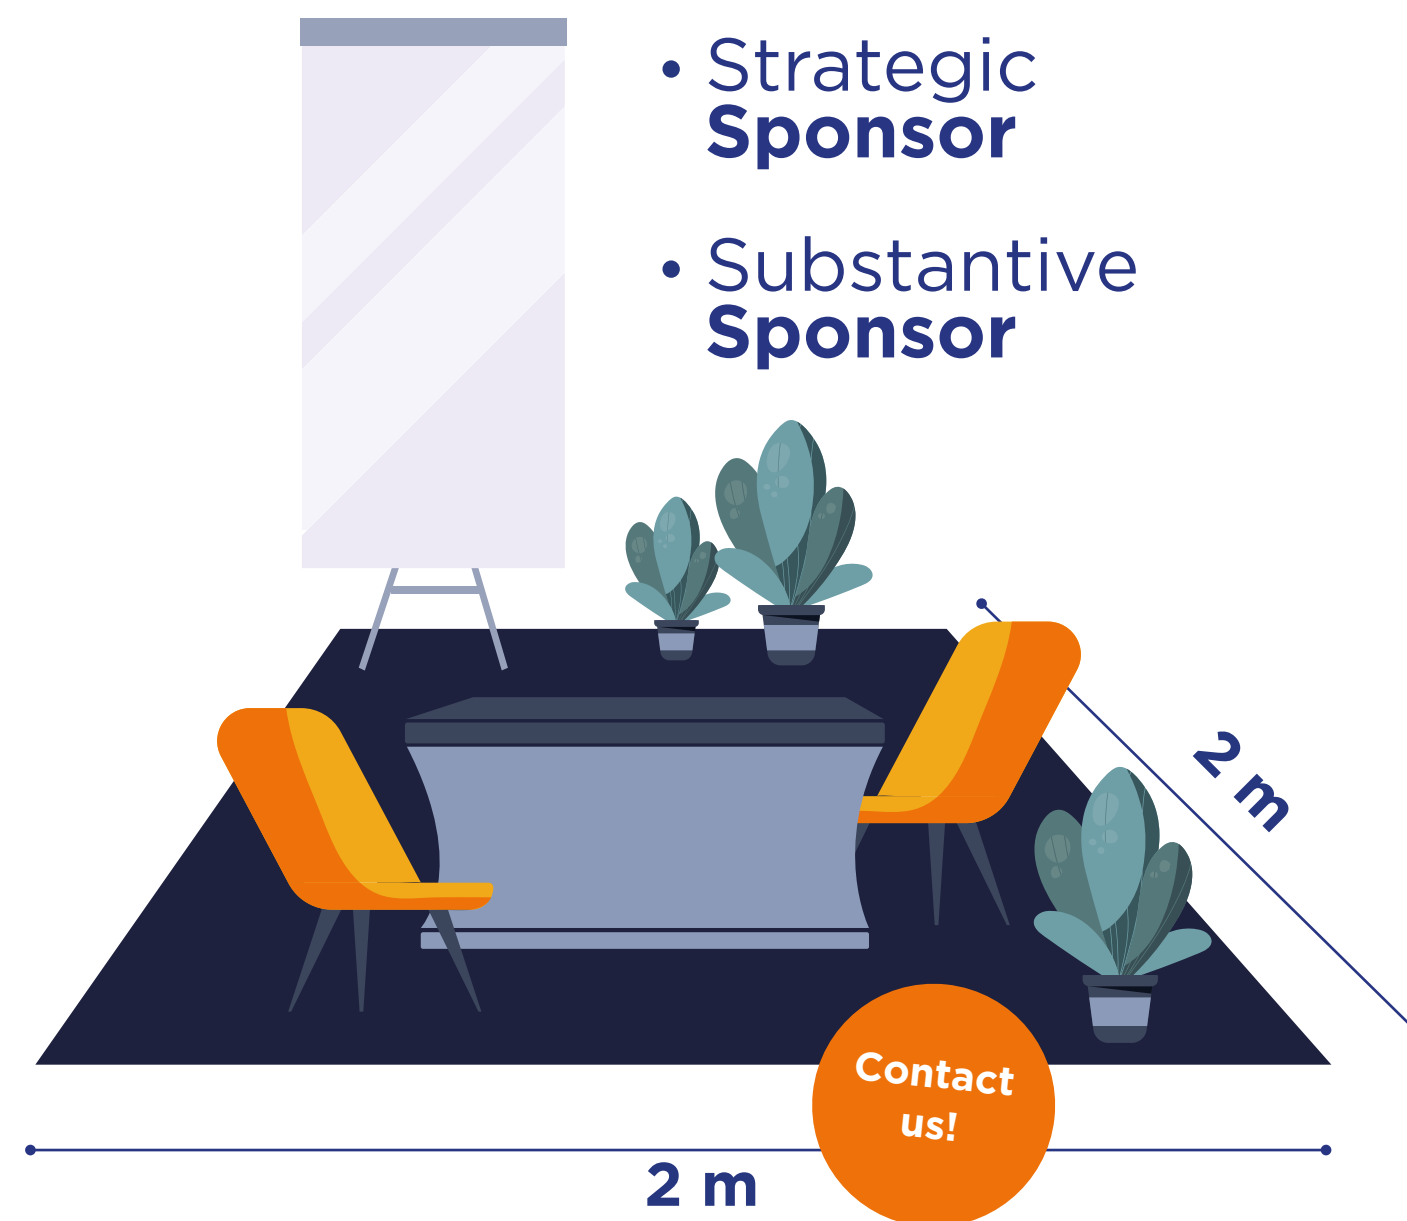 • Strategic
Sponsor
• Substantive
Sponsor
2 m
Contact
us!
2 m